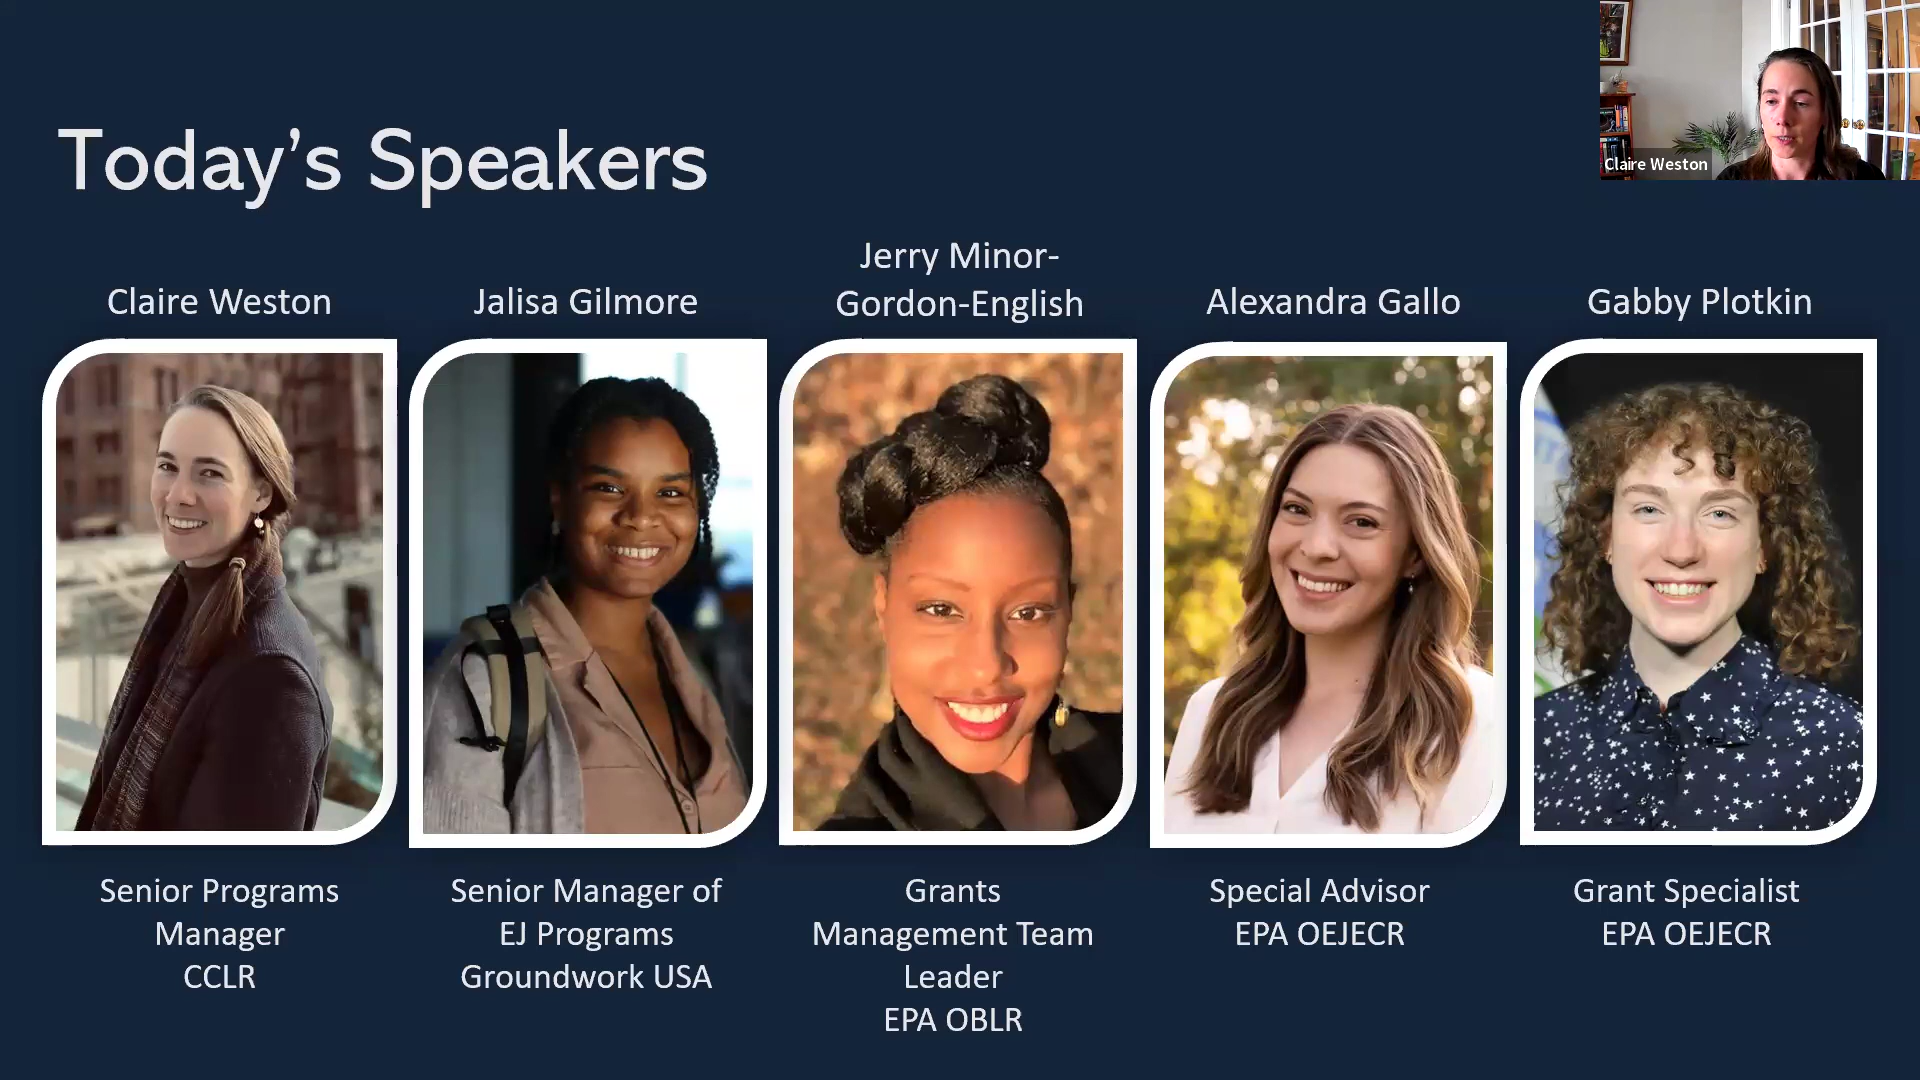 Today's Speakers
Claire Weston
Claire Weston
Jalisa Gilmore
Jerry Minor-
Gordon-English
Alexandra Gallo
Gabby Plotkin
Senior Programs
Manager
CCLR
Senior Manager of
EJ Programs
Groundwork USA
Grants
Management Team
Leader
EPA OBLR
Special Advisor
EPA OEJECR
Grant Specialist
EPA OEJECR